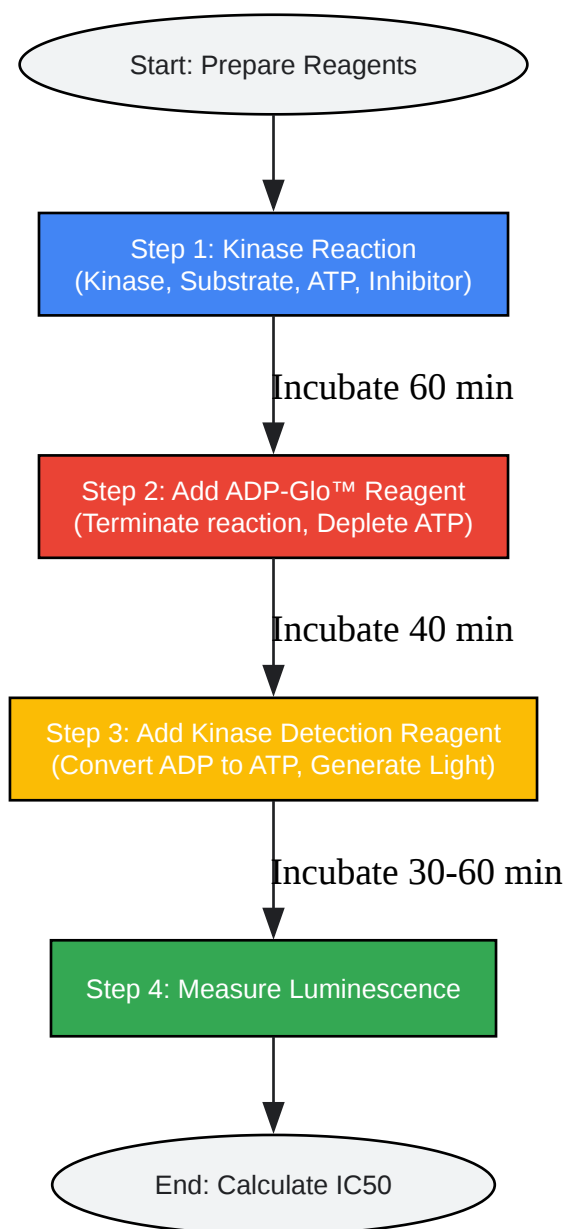 Start: Prepare Reagents
Step 1: Kinase Reaction
(Kinase, Substrate, ATP, Inhibitor)
Incubate 60 min
Step 2: Add ADP-Glo™ Reagent
(Terminate reaction, Deplete ATP)
Incubate 40 min
Step 3: Add Kinase Detection Reagent
(Convert ADP to ATP, Generate Light)
Incubate 30-60 min
Step 4: Measure Luminescence
End: Calculate IC50